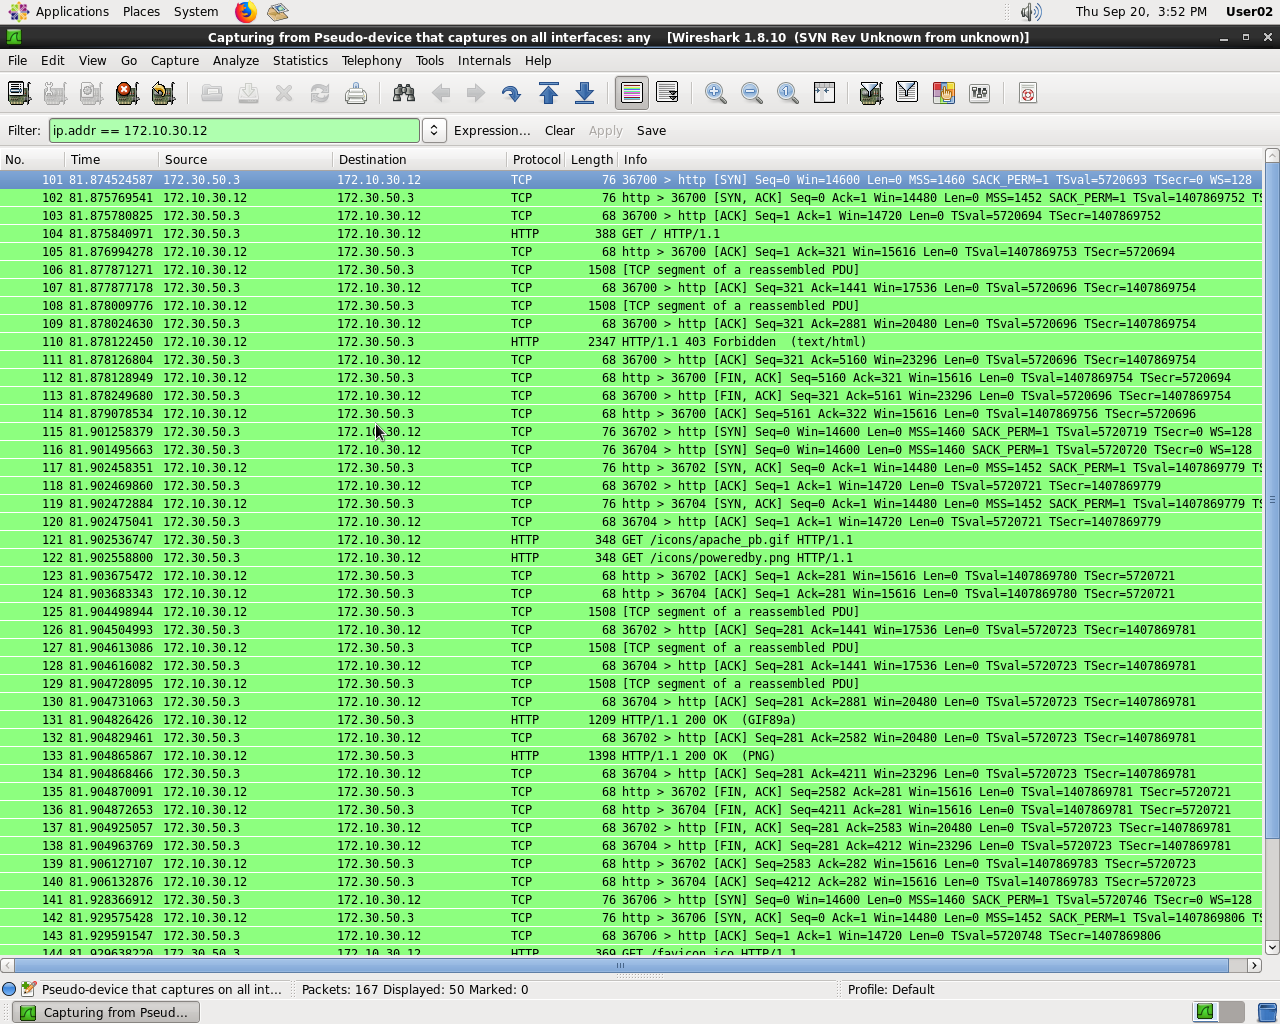 Applications Places System Thu Sep 20, 3:52 PM User02
Capturing from Pseudo-device that captures on all interfaces: any [Wireshark 1.8.10 (SVN Rev Unknown from unknown)]
File Edit View Go Capture Analyze Statistics Telephony Tools Internals Help
Filter: ip.addr == 172.10.30.12 Expression... Clear Apply Save
No. Time Source Destination Protocol Length Info
101 81.874524587 172.30.50.3 172.10.30.12 TCP 76 36700 > http [SYN] Seq=0 Win=14600 Len=0 MSS=1460 SACK_PERM=1 TSval=5720693 TSecr=0 WS=128
102 81.875769541 172.10.30.12 172.30.50.3 TCP 76 http > 36700 [SYN, ACK] Seq=0 Ack=1 Win=14480 Len=0 MSS=1452 SACK_PERM=1 TSval=1407869752 TS
103 81.875780825 172.30.50.3 172.10.30.12 TCP 68 36700 > http [ACK] Seq=1 Ack=1 Win=14720 Len=0 TSval=5720694 TSecr=1407869752
104 81.875840971 172.30.50.3 172.10.30.12 HTTP 388 GET / HTTP/1.1
105 81.876994278 172.10.30.12 172.30.50.3 TCP 68 http > 36700 [ACK] Seq=1 Ack=321 Win=15616 Len=0 TSval=1407869753 TSecr=5720694
106 81.877871271 172.10.30.12 172.30.50.3 TCP 1508 [TCP segment of a reassembled PDU]
107 81.877877178 172.30.50.3 172.10.30.12 TCP 68 36700 > http [ACK] Seq=321 Ack=1441 Win=17536 Len=0 TSval=5720696 TSecr=1407869754
108 81.878009776 172.10.30.12 172.30.50.3 TCP 1508 [TCP segment of a reassembled PDU]
109 81.878024630 172.30.50.3 172.10.30.12 TCP 68 36700 > http [ACK] Seq=321 Ack=2881 Win=20480 Len=0 TSval=5720696 TSecr=1407869754
110 81.878122450 172.10.30.12 172.30.50.3 HTTP 2347 HTTP/1.1 403 Forbidden (text/html)
111 81.878126804 172.30.50.3 172.10.30.12 TCP 68 36700 > http [ACK] Seq=321 Ack=5160 Win=23296 Len=0 TSval=5720696 TSecr=1407869754
112 81.878128949 172.10.30.12 172.30.50.3 TCP 68 http > 36700 [FIN, ACK] Seq=5160 Ack=321 Win=15616 Len=0 TSval=1407869754 TSecr=5720694
113 81.878249680 172.30.50.3 172.10.30.12 TCP 68 36700 > http [FIN, ACK] Seq=321 Ack=5161 Win=23296 Len=0 TSval=5720696 TSecr=1407869754
114 81.879078534 172.10.30.12 172.30.50.3 TCP 68 http > 36700 [ACK] Seq=5161 Ack=322 Win=15616 Len=0 TSval=1407869756 TSecr=5720696
115 81.901258379 172.30.50.3 172.10.30.12 TCP 76 36702 > http [SYN] Seq=0 Win=14600 Len=0 MSS=1460 SACK_PERM=1 TSval=5720719 TSecr=0 WS=128
116 81.901495663 172.30.50.3 172.10.30.12 TCP 76 36704 > http [SYN] Seq=0 Win=14600 Len=0 MSS=1460 SACK_PERM=1 TSval=5720720 TSecr=0 WS=128
117 81.902458351 172.10.30.12 172.30.50.3 TCP 76 http > 36702 [SYN, ACK] Seq=0 Ack=1 Win=14480 Len=0 MSS=1452 SACK_PERM=1 TSval=1407869779 TS
118 81.902469860 172.30.50.3 172.10.30.12 TCP 68 36702 > http [ACK] Seq=1 Ack=1 Win=14720 Len=0 TSval=5720721 TSecr=1407869779
119 81.902472884 172.10.30.12 172.30.50.3 TCP 76 http > 36704 [SYN, ACK] Seq=0 Ack=1 Win=14480 Len=0 MSS=1452 SACK_PERM=1 TSval=1407869779 TS
120 81.902475041 172.30.50.3 172.10.30.12 TCP 68 36704 > http [ACK] Seq=1 Ack=1 Win=14720 Len=0 TSval=5720721 TSecr=1407869779
121 81.902536747 172.30.50.3 172.10.30.12 HTTP 348 GET /icons/apache_pb.gif HTTP/1.1
122 81.902558800 172.30.50.3 172.10.30.12 HTTP 348 GET /icons/poweredby.png HTTP/1.1
123 81.903675472 172.10.30.12 172.30.50.3 TCP 68 http > 36702 [ACK] Seq=1 Ack=281 Win=15616 Len=0 TSval=1407869780 TSecr=5720721
124 81.903683343 172.10.30.12 172.30.50.3 TCP 68 http > 36704 [ACK] Seq=1 Ack=281 Win=15616 Len=0 TSval=1407869780 TSecr=5720721
125 81.904498944 172.10.30.12 172.30.50.3 TCP 1508 [TCP segment of a reassembled PDU]
126 81.904504993 172.30.50.3 172.10.30.12 TCP 68 36702 > http [ACK] Seq=281 Ack=1441 Win=17536 Len=0 TSval=5720723 TSecr=1407869781
127 81.904613086 172.10.30.12 172.30.50.3 TCP 1508 [TCP segment of a reassembled PDU]
128 81.904616082 172.30.50.3 172.10.30.12 TCP 68 36704 > http [ACK] Seq=281 Ack=1441 Win=17536 Len=0 TSval=5720723 TSecr=1407869781
129 81.904728095 172.10.30.12 172.30.50.3 TCP 1508 [TCP segment of a reassembled PDU]
130 81.904731063 172.30.50.3 172.10.30.12 TCP 68 36704 > http [ACK] Seq=281 Ack=2881 Win=20480 Len=0 TSval=5720723 TSecr=1407869781
131 81.904826426 172.10.30.12 172.30.50.3 HTTP 1209 HTTP/1.1 200 OK (GIF89a)
132 81.904829461 172.30.50.3 172.10.30.12 TCP 68 36702 > http [ACK] Seq=281 Ack=2582 Win=20480 Len=0 TSval=5720723 TSecr=1407869781
133 81.904865867 172.10.30.12 172.30.50.3 HTTP 1398 HTTP/1.1 200 OK (PNG)
134 81.904868466 172.30.50.3 172.10.30.12 TCP 68 36704 > http [ACK] Seq=281 Ack=4211 Win=23296 Len=0 TSval=5720723 TSecr=1407869781
135 81.904870091 172.10.30.12 172.30.50.3 TCP 68 http > 36702 [FIN, ACK] Seq=2582 Ack=281 Win=15616 Len=0 TSval=1407869781 TSecr=5720721
136 81.904872653 172.10.30.12 172.30.50.3 TCP 68 http > 36704 [FIN, ACK] Seq=4211 Ack=281 Win=15616 Len=0 TSval=1407869781 TSecr=5720721
137 81.904925057 172.30.50.3 172.10.30.12 TCP 68 36702 > http [FIN, ACK] Seq=281 Ack=2583 Win=20480 Len=0 TSval=5720723 TSecr=1407869781
138 81.904963769 172.30.50.3 172.10.30.12 TCP 68 36704 > http [FIN, ACK] Seq=281 Ack=4212 Win=23296 Len=0 TSval=5720723 TSecr=1407869781
139 81.906127107 172.10.30.12 172.30.50.3 TCP 68 http > 36702 [ACK] Seq=2583 Ack=282 Win=15616 Len=0 TSval=1407869783 TSecr=5720723
140 81.906132876 172.10.30.12 172.30.50.3 TCP 68 http > 36704 [ACK] Seq=4212 Ack=282 Win=15616 Len=0 TSval=1407869783 TSecr=5720723
141 81.928366912 172.30.50.3 172.10.30.12 TCP 76 36706 > http [SYN] Seq=0 Win=14600 Len=0 MSS=1460 SACK_PERM=1 TSval=5720746 TSecr=0 WS=128
142 81.929575428 172.10.30.12 172.30.50.3 TCP 76 http > 36706 [SYN, ACK] Seq=0 Ack=1 Win=14480 Len=0 MSS=1452 SACK_PERM=1 TSval=1407869806 TS
143 81.929591547 172.30.50.3 172.10.30.12 TCP 68 36706 > http [ACK] Seq=1 Ack=1 Win=14720 Len=0 TSval=5720748 TSecr=1407869806
144 81.929638220 172.30.50.3 172.10.30.12 HTTP 369 GET /favicon.ico HTTP/1.1
Pseudo-device that captures on all int... Packets: 167 Displayed: 50 Marked: 0 Profile: Default
Capturing from Pseud...